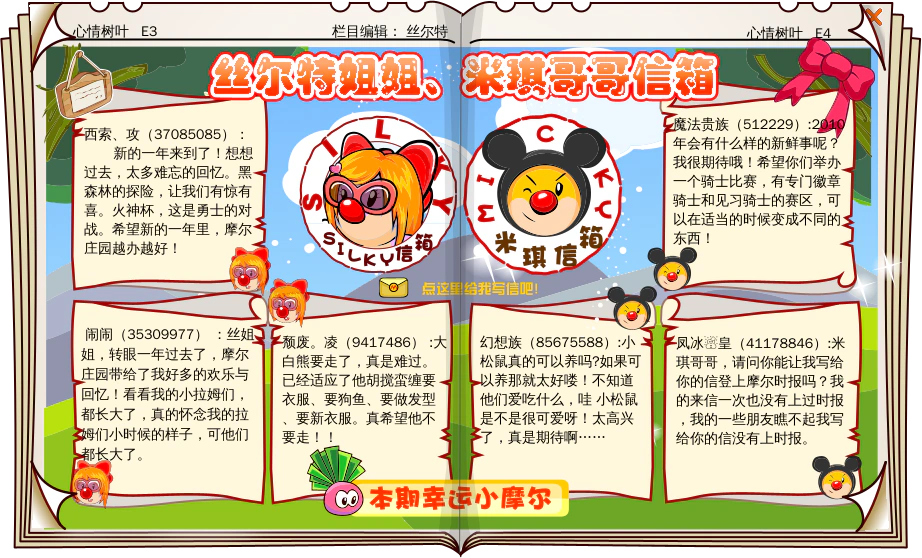 心情树叶 E3
栏目编辑： 丝尔特
心情树叶 E4
丝尔特姐姐、米琪哥哥信箱
西索、攻（37085085）：
新的一年来到了！想想
过去，太多难忘的回忆。黑
森林的探险，让我们有惊有
喜。火神杯，这是勇士的对
战。希望新的一年里，摩尔
庄园越办越好！
SILKY
SILKY信箱
MICKY
米琪信箱
点这里给我写信吧！
魔法贵族（512229）:2010
年会有什么样的新鲜事呢？
我很期待哦！希望你们举办
一个骑士比赛，有专门徽章
骑士和见习骑士的赛区，可
以在适当的时候变成不同的
东西！
闹闹（35309977）：丝姐
姐，转眼一年过去了，摩尔
庄园带给了我好多的欢乐与
回忆！看看我的小拉姆们，
都长大了，真的怀念我的拉
姆们小时候的样子，可他们
都长大了。
颓废。凌（9417486）:大
白熊要走了，真是难过。
已经适应了他胡搅蛮缠要
衣服、要狗鱼、要做发型
、要新衣服。真希望他不
要走！！
幻想族（85675588）:小
松鼠真的可以养吗?如果可
以养那就太好喽！不知道
他们爱吃什么，哇 小松鼠
是不是很可爱呀！太高兴
了，真是期待啊……
凤冰☃皇（41178846）:米
琪哥哥，请问你能让我写给
你的信登上摩尔时报吗？我
的来信一次也没有上过时报
，我的一些朋友瞧不起我写
给你的信没有上时报。
本期幸运小摩尔